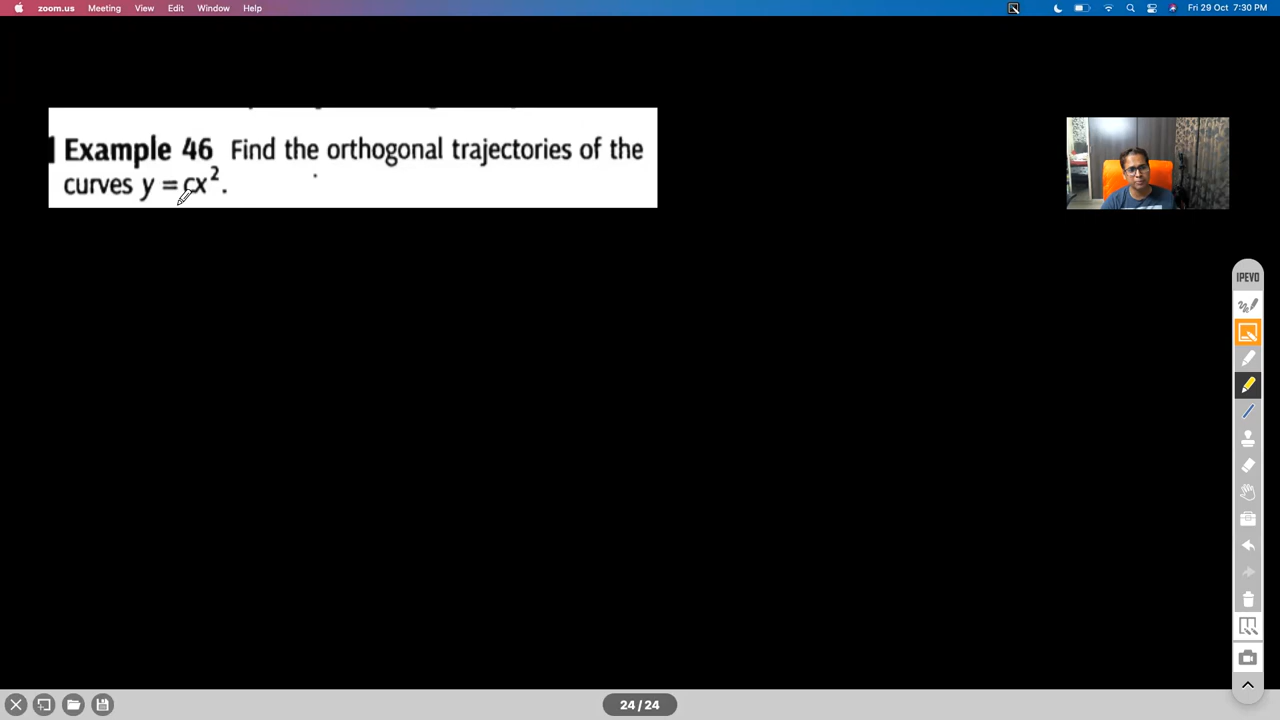 zoom.us Meeting View Edit Window Help Fri 29 Oct 7:30 PM
Example 46 Find the orthogonal trajectories of the
curves y = cx².
IPEVO
24 / 24